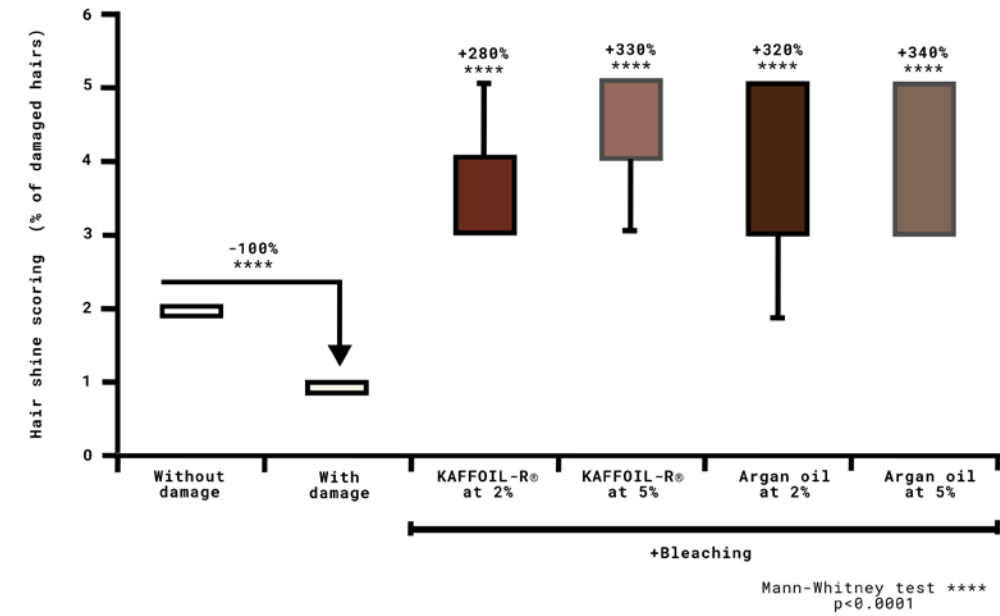 Hair shine scoring (% of damaged hairs)
6
5
4
3
2
1
0
-100%
****
+280%
****
+330%
****
+320%
****
+340%
****
Without
damage
With
damage
KAFFOIL-R®
at 2%
KAFFOIL-R®
at 5%
Argan oil
at 2%
Argan oil
at 5%
+Bleaching
Mann-Whitney test ****
p<0.0001